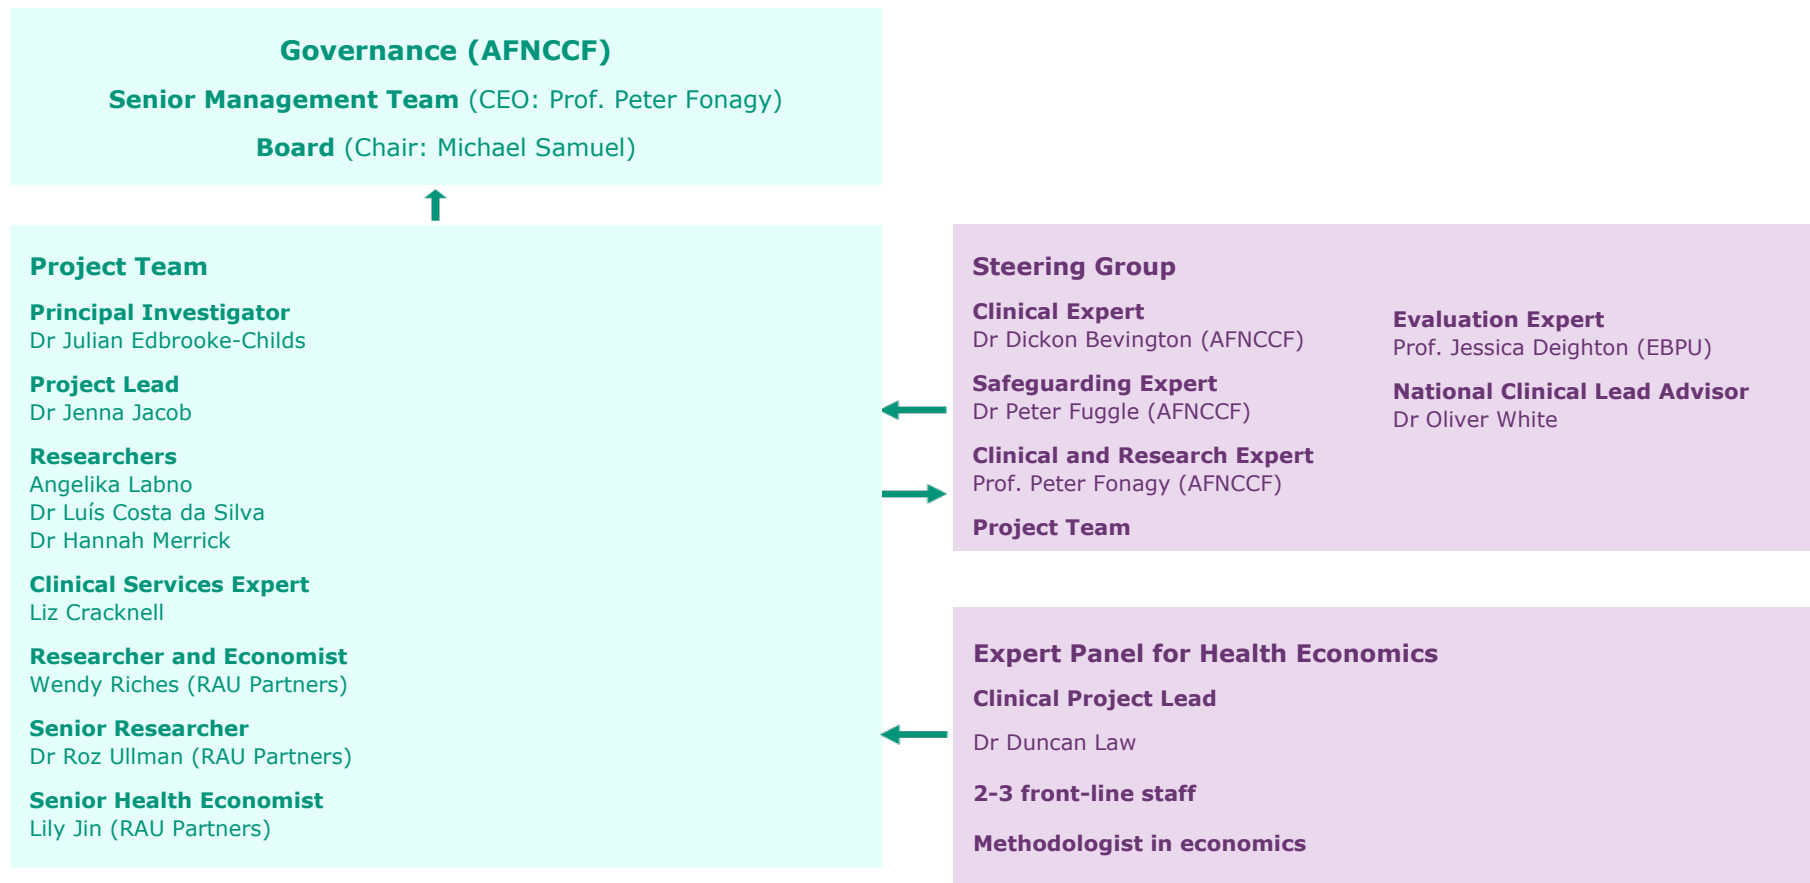 Governance (AFNCCF)
Senior Management Team (CEO: Prof. Peter Fonagy)
Board (Chair: Michael Samuel)
Project Team
Principal Investigator
Dr Julian Edbrooke-Childs
Project Lead
Dr Jenna Jacob
Researchers
Angelika Labno
Dr Luís Costa da Silva
Dr Hannah Merrick
Clinical Services Expert
Liz Cracknell
Researcher and Economist
Wendy Riches (RAU Partners)
Senior Researcher
Dr Roz Ullman (RAU Partners)
Senior Health Economist
Lily Jin (RAU Partners)
Steering Group
Clinical Expert
Dr Dickon Bevington (AFNCCF)
Safeguarding Expert
Dr Peter Fuggle (AFNCCF)
Clinical and Research Expert
Prof. Peter Fonagy (AFNCCF)
Project Team
Evaluation Expert
Prof. Jessica Deighton (EBPU)
National Clinical Lead Advisor
Dr Oliver White
Expert Panel for Health Economics
Clinical Project Lead
Dr Duncan Law
2-3 front-line staff
Methodologist in economics